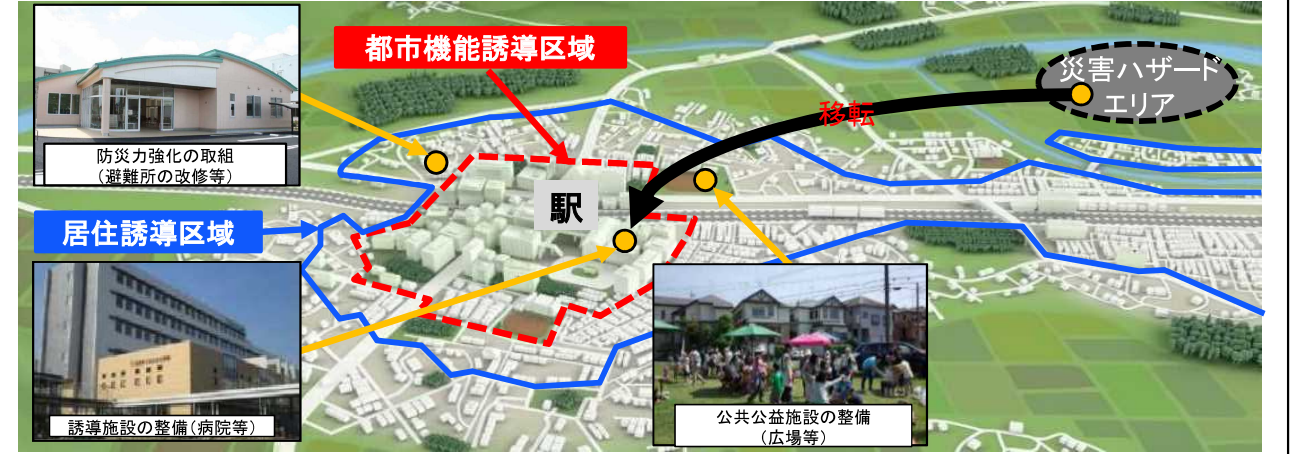 都市機能誘導区域
災害ハザード
エリア
移転
防災力強化の取組
（避難所の改修等）
駅
居住誘導区域
誘導施設の整備（病院等）
公共公益施設の整備
（広場等）